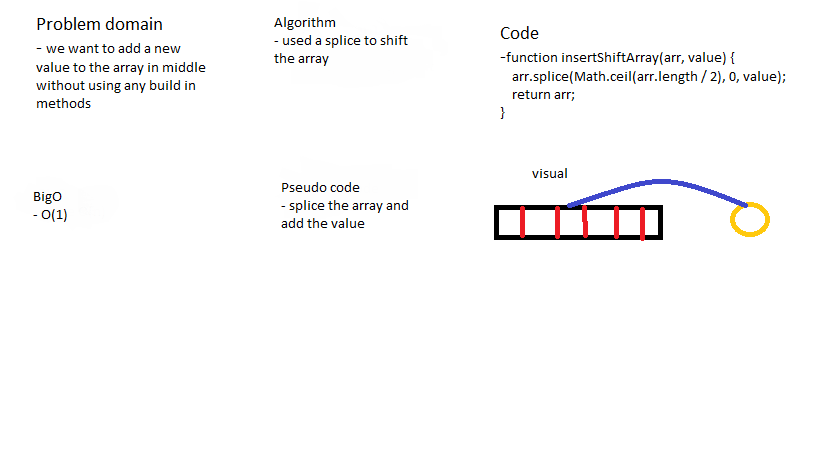 Problem domain
- we want to add a new
value to the array in middle
without using any build in
methods
Algorithm
- used a splice to shift
the array
Code
-function insertShiftArray(arr, value) {
arr.splice(Math.ceil(arr.length / 2), 0, value);
return arr;
}
BigO
- O(1)
Pseudo code
- splice the array and
add the value
visual